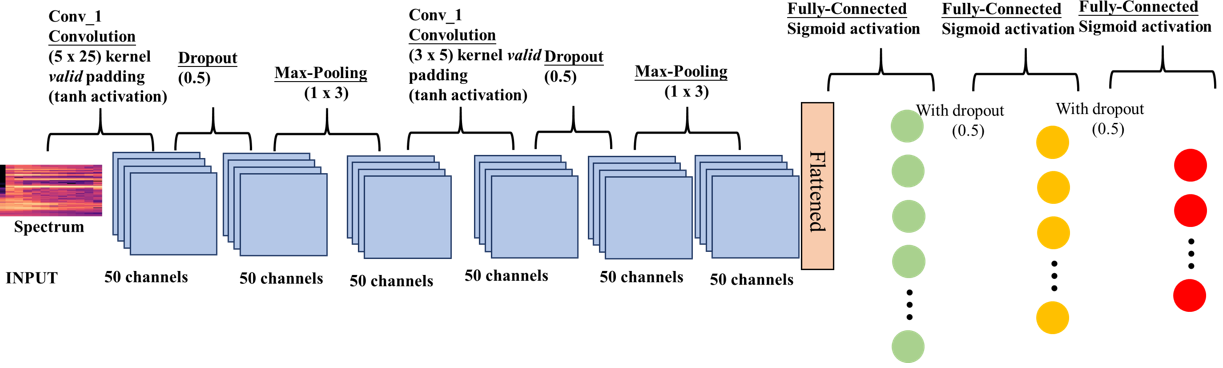 Conv_1
Convolution
(5 x 25) kernel
valid padding
(tanh activation)
Dropout
(0.5)
Max-Pooling
(1 x 3)
Conv_1
Convolution
(3 x 5) kernel valid
padding
(tanh activation)
Dropout
(0.5)
Max-Pooling
(1 x 3)
Fully-Connected
Sigmoid activation
Fully-Connected
Sigmoid activation
Fully-Connected
Sigmoid activation
With dropout
(0.5)
With dropout
(0.5)
Flattened
Spectrum
INPUT
50 channels
50 channels
50 channels
50 channels
50 channels
50 channels